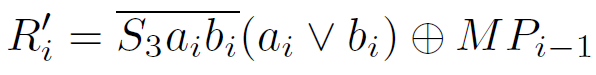 $R'_i = \overline{S_3 a_i b_i}(a_i \vee b_i) \oplus MP_{i-1}$